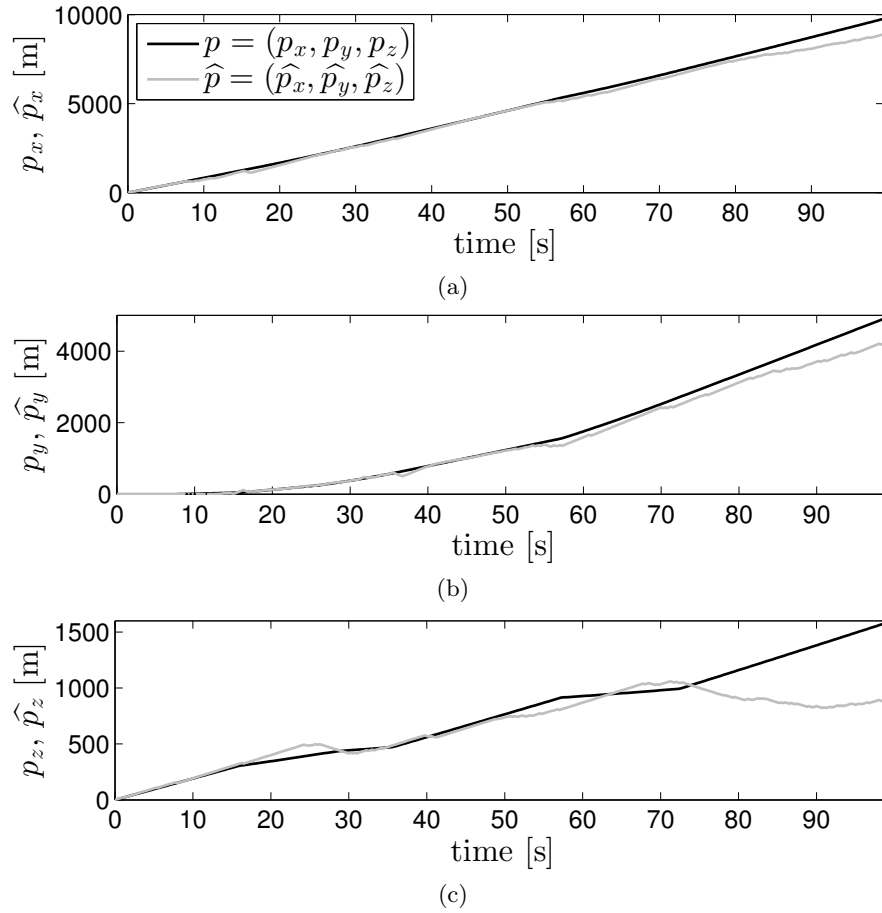 p = (p_x, p_y, p_z)
p̂ = (p̂_x, p̂_y, p̂_z)
p_x, p̂_x [m]
10000
5000
0
0 10 20 30 40 50 60 70 80 90
time [s]
(a)
p_y, p̂_y [m]
4000
2000
0
0 10 20 30 40 50 60 70 80 90
time [s]
(b)
p_z, p̂_z [m]
1500
1000
500
0
0 10 20 30 40 50 60 70 80 90
time [s]
(c)